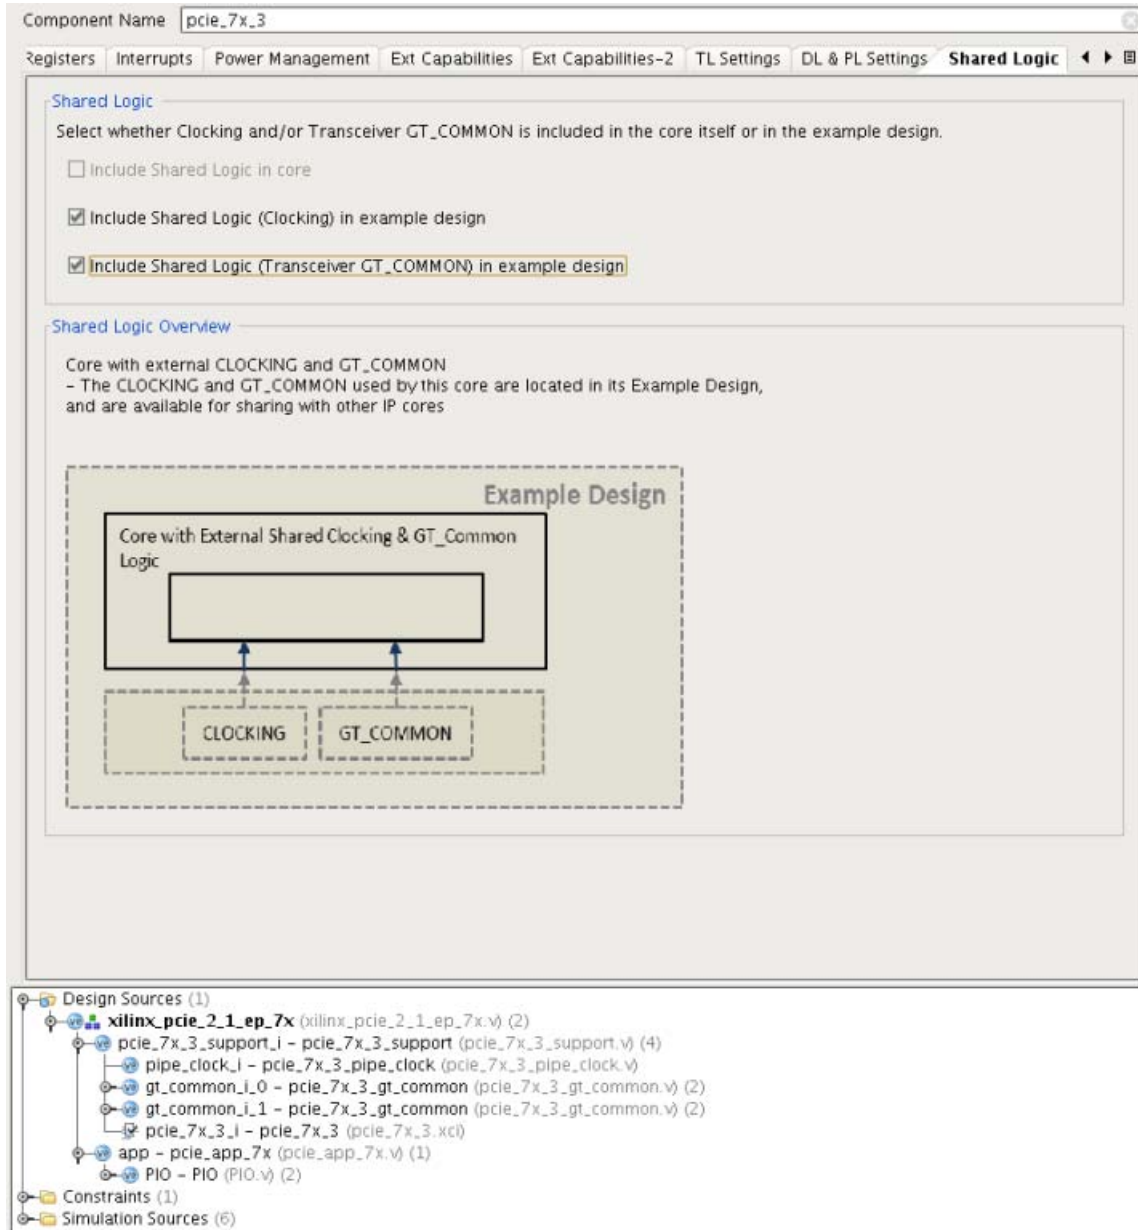 Component Name pcie_7x_3
Registers Interrupts Power Management Ext Capabilities Ext Capabilities-2 TL Settings DL & PL Settings Shared Logic
Shared Logic
Select whether Clocking and/or Transceiver GT_COMMON is included in the core itself or in the example design.
Include Shared Logic in core
Include Shared Logic (Clocking) in example design
Include Shared Logic (Transceiver GT_COMMON) in example design
Shared Logic Overview
Core with external CLOCKING and GT_COMMON
- The CLOCKING and GT_COMMON used by this core are located in its Example Design,
and are available for sharing with other IP cores
Example Design
Core with External Shared Clocking & GT_Common
Logic
CLOCKING GT_COMMON
Design Sources (1)
xilinx_pcie_2_1_ep_7x (xilinx_pcie_2_1_ep_7x.v) (2)
pcie_7x_3_support_i - pcie_7x_3_support (pcie_7x_3_support.v) (4)
pipe_clock_i - pcie_7x_3_pipe_clock (pcie_7x_3_pipe_clock.v)
gt_common_i_0 - pcie_7x_3_gt_common (pcie_7x_3_gt_common.v) (2)
gt_common_i_1 - pcie_7x_3_gt_common (pcie_7x_3_gt_common.v) (2)
pcie_7x_3_i - pcie_7x_3 (pcie_7x_3.xci)
app - pcie_app_7x (pcie_app_7x.v) (1)
PIO - PIO (PIO.v) (2)
Constraints (1)
Simulation Sources (6)